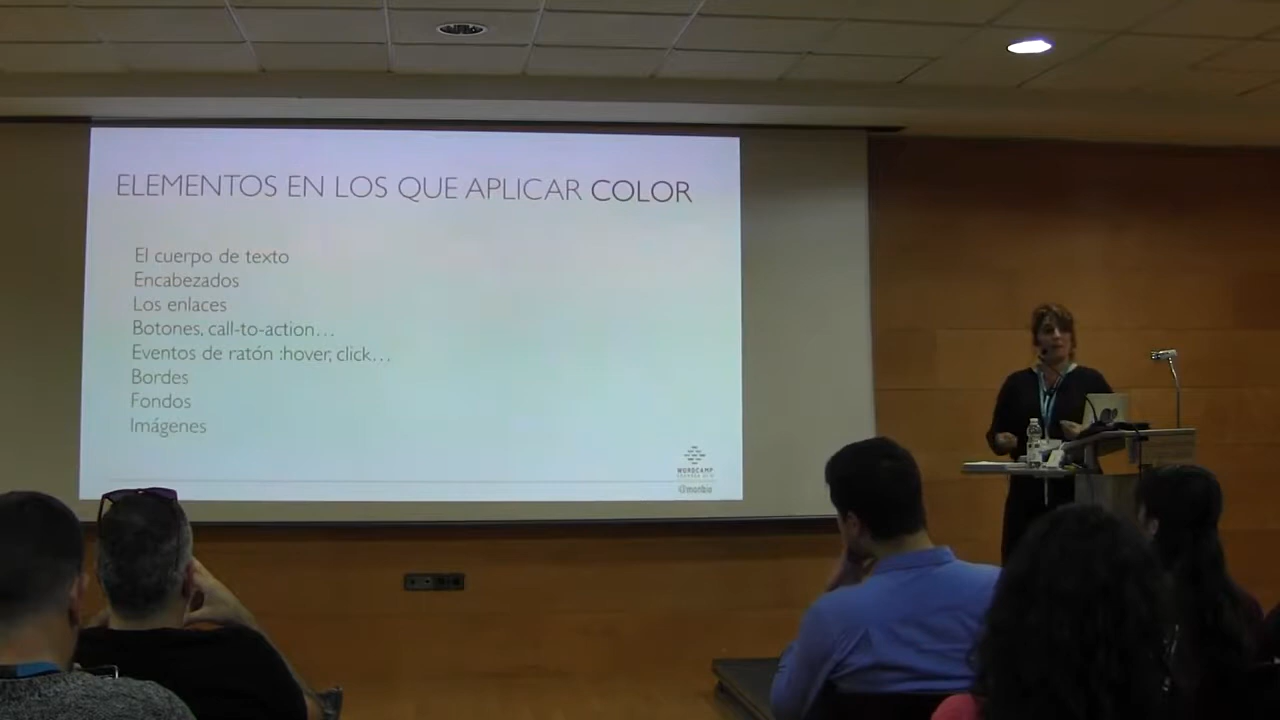 ELEMENTOS EN LOS QUE APLICAR COLOR
El cuerpo de texto
Encabezados
Los enlaces
Botones, call-to-action…
Eventos de ratón :hover, click…
Bordes
Fondos
Imágenes
WORDCAMP
@monbia